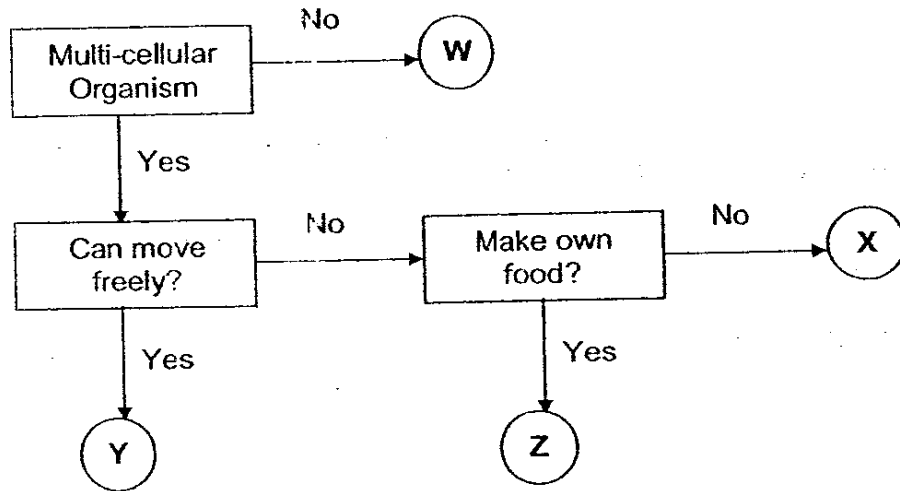 No
Multi-cellular
Organism
W
Yes
No
No
Can move
freely?
Make own
food?
X
Yes
Yes
Y
Z